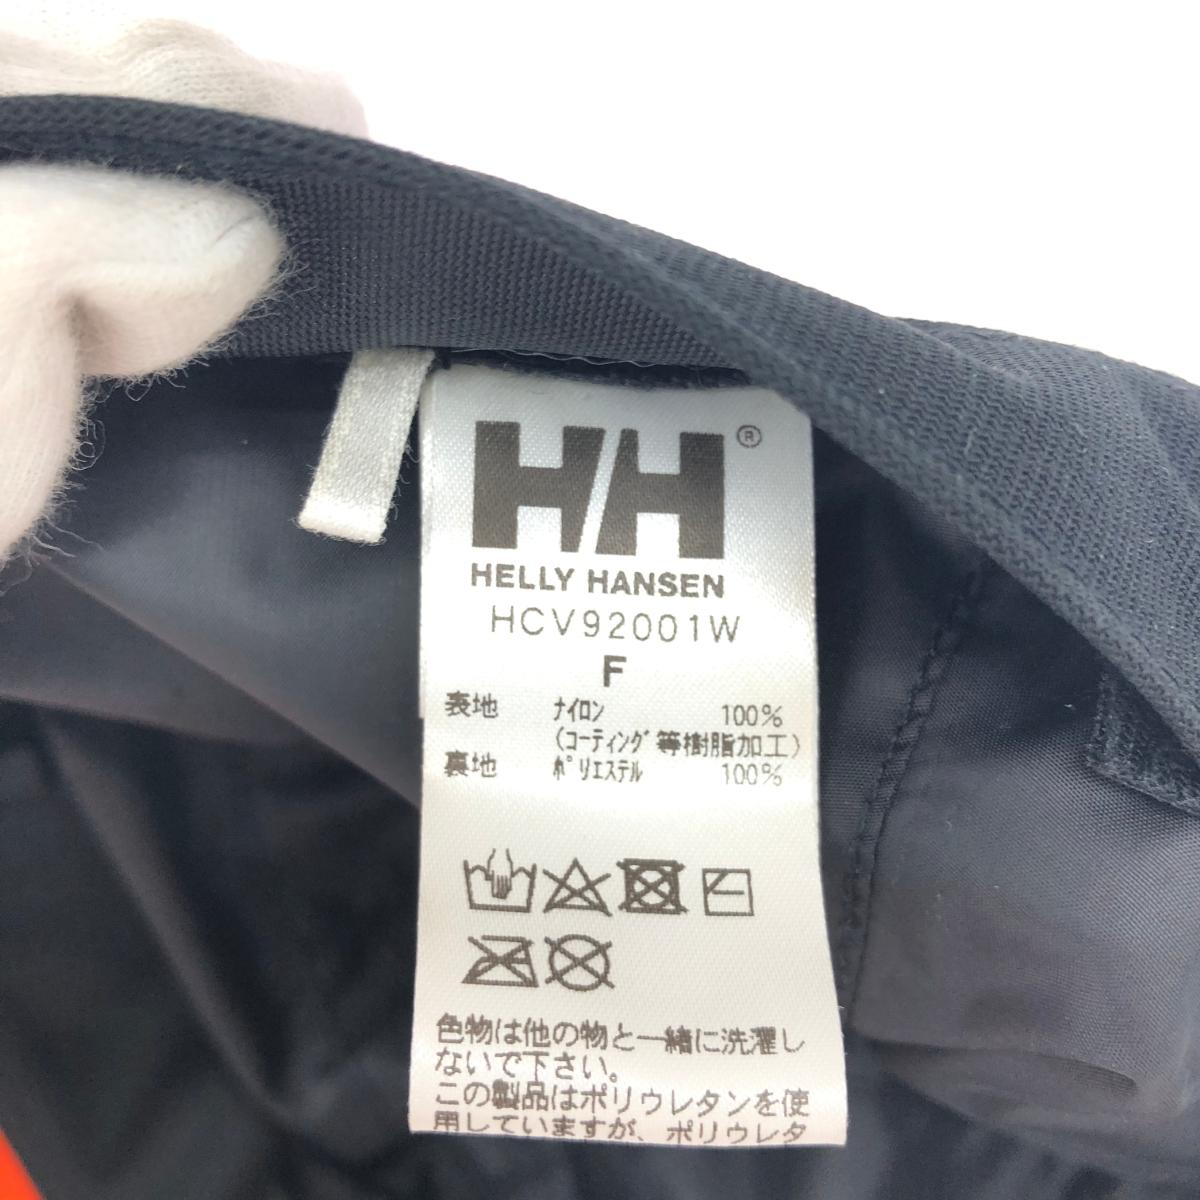 HH®
HELLY HANSEN
HCV92001W
F
表地 ナイロン 100%
(コーティング等樹脂加工)
裏地 ポリエステル 100%
色物は他の物と一緒に洗濯し
ないで下さい。
この製品はポリウレタンを使
用していますが、ポリウレタ